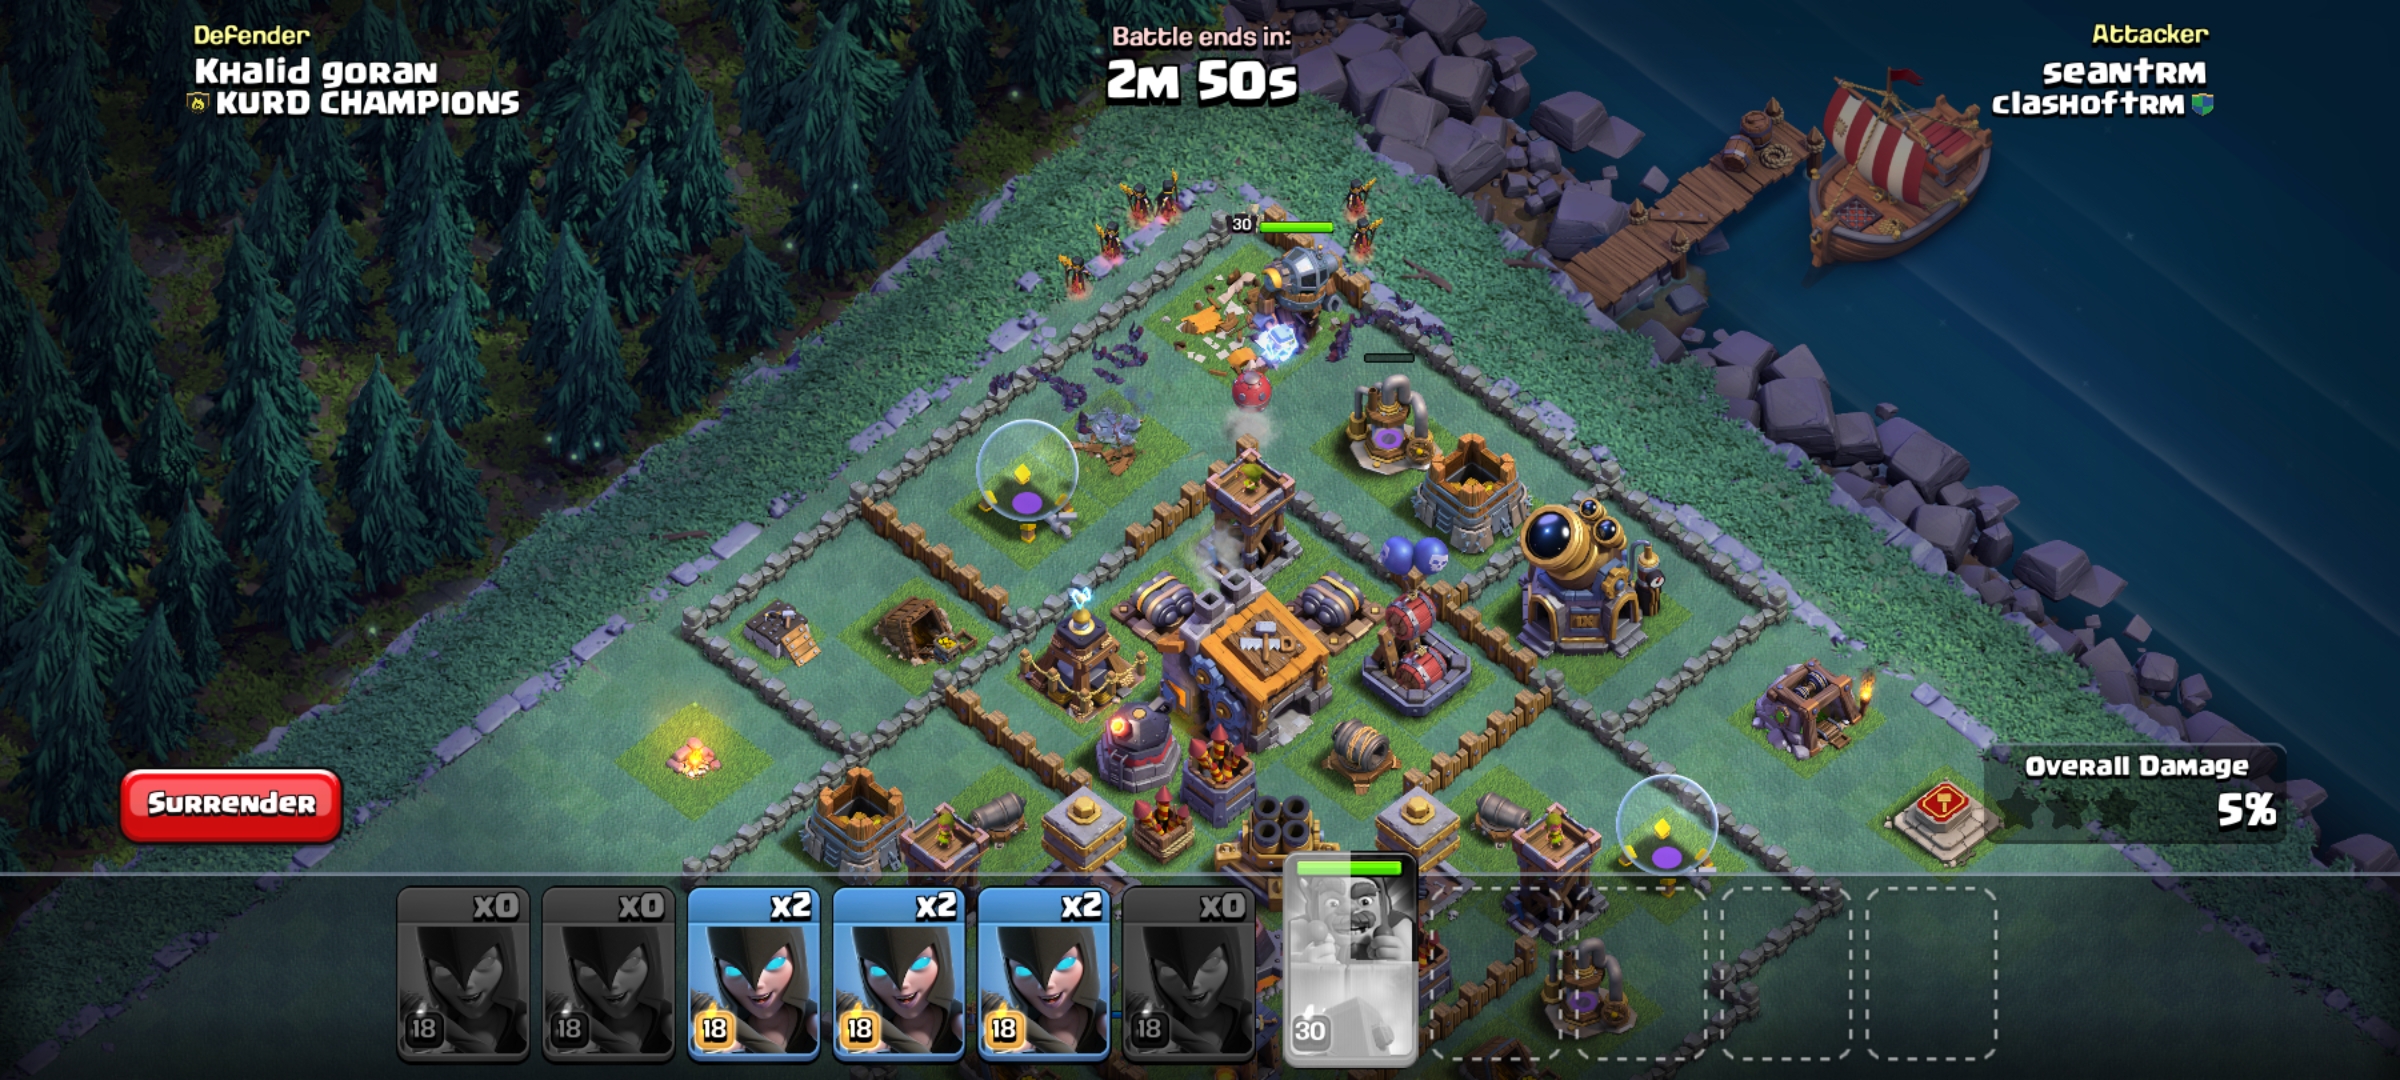 Defender
Khalid goran
KURD CHAMPIONS
Battle ends in:
2M 50s
Attacker
seantRM
clashoftRM
30
Surrender
Overall Damage
5%
x0
x0
x2
x2
x2
x0
18
18
18
18
18
18
30